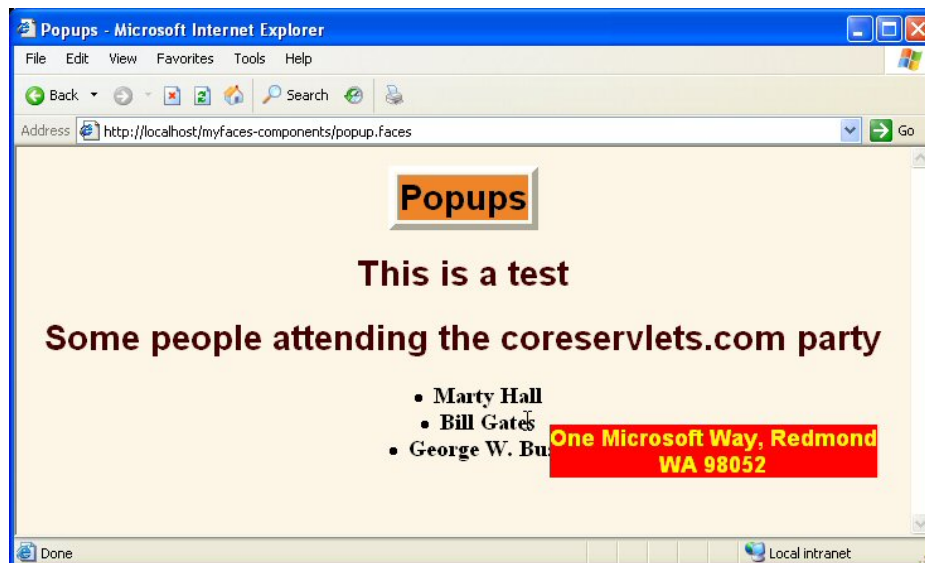 Popups - Microsoft Internet Explorer
File Edit View Favorites Tools Help
Back Search
Address http://localhost/myfaces-components/popup.faces Go
Popups
This is a test
Some people attending the coreservlets.com party
• Marty Hall
• Bill Gates
• George W.
One Microsoft Way, Redmond
WA 98052
Done Local intranet